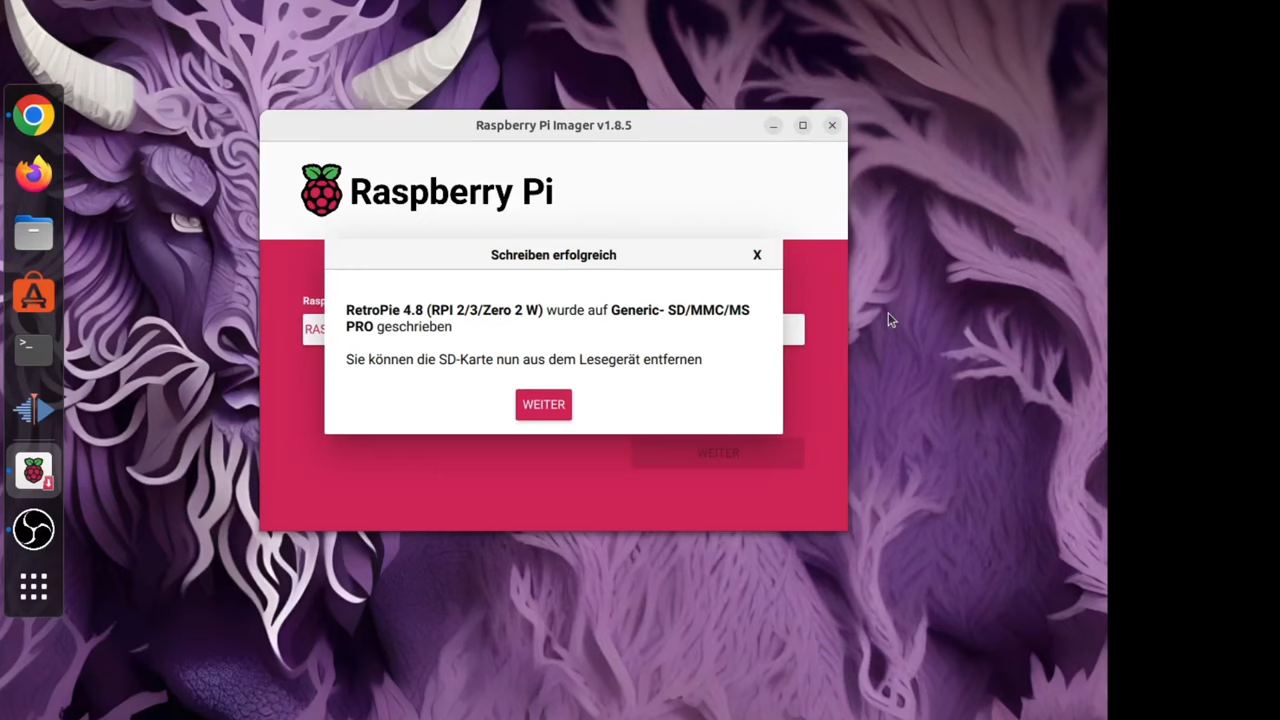 Raspberry Pi Imager v1.8.5
Raspberry Pi
Schreiben erfolgreich
X
RetroPie 4.8 (RPI 2/3/Zero 2 W) wurde auf Generic- SD/MMC/MS
PRO geschrieben
Sie können die SD-Karte nun aus dem Lesegerät entfernen
WEITER
Rasp
RAS
WEITER